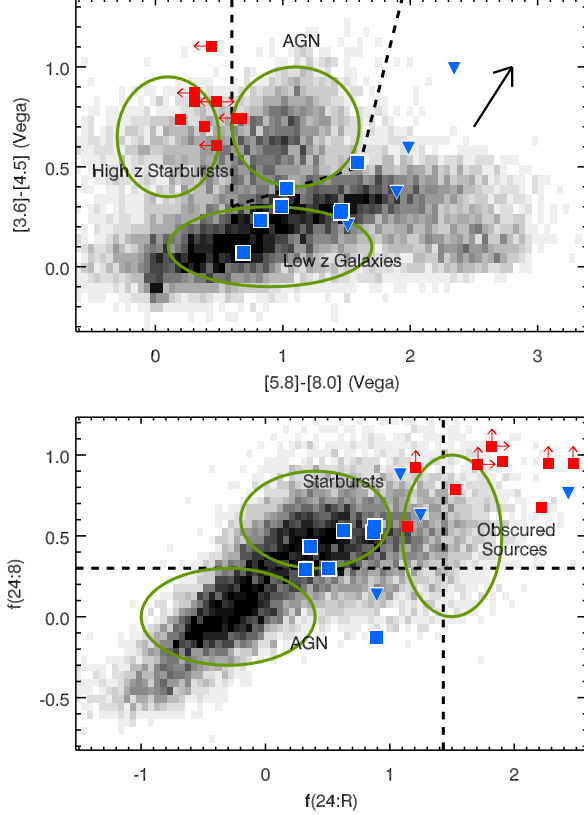 AGN
High z Starbursts
Low z Galaxies
[3.6]-[4.5] (Vega)
1.0
0.5
0.0
0
1
2
3
[5.8]-[8.0] (Vega)
Starbursts
Obscured
Sources
AGN
f(24:8)
1.0
0.5
0.0
-0.5
-1
0
1
2
f(24:R)